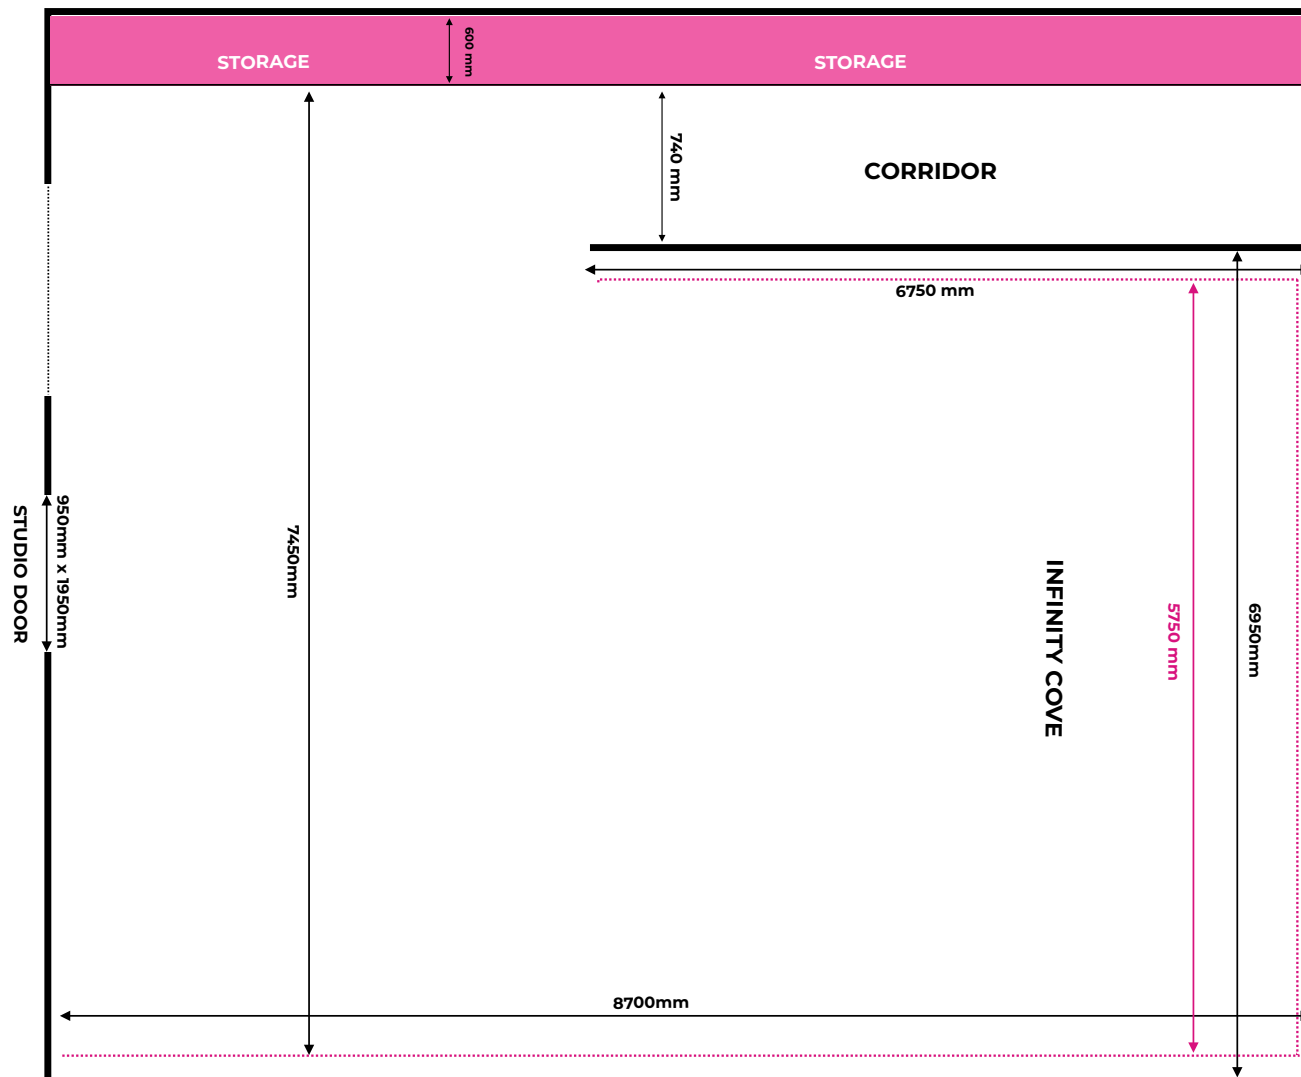 600 mm
STORAGE
STORAGE
740 mm
CORRIDOR
6750 mm
950mm x 1950mm
STUDIO DOOR
7450mm
INFINITY COVE
5750 mm
6950mm
8700mm